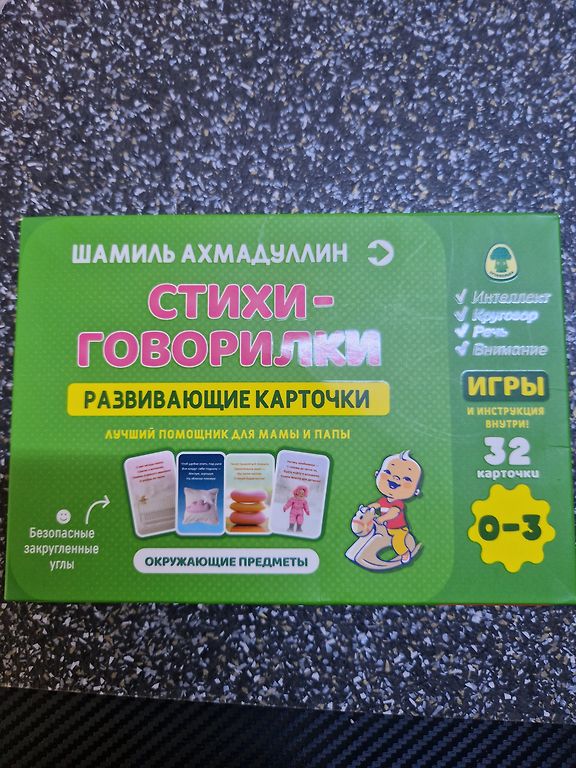 ШАМИЛЬ АХМАДУЛЛИН
СТИХИ-
ГОВОРИЛКИ
РАЗВИВАЮЩИЕ КАРТОЧКИ
ЛУЧШИЙ ПОМОЩНИК ДЛЯ МАМЫ И ПАПЫ
Безопасные
закругленные
углы
ОКРУЖАЮЩИЕ ПРЕДМЕТЫ
Интеллект
Кругозор
Речь
Внимание
ИГРЫ
И ИНСТРУКЦИЯ
ВНУТРИ!
32
карточки
0-3